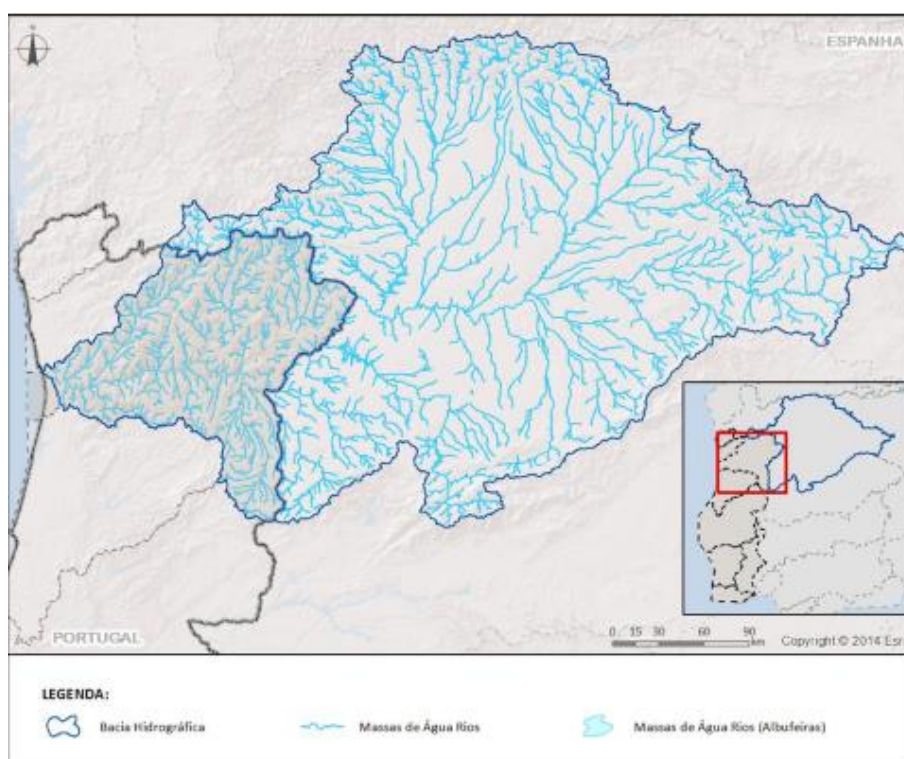 ESPANHA
PORTUGAL
0 15 30 60 90
km
Copyright © 2014 Esri
LEGENDA:
Bacia Hidrográfica
Massas de Água Rios
Massas de Água Rios (Albufeiras)